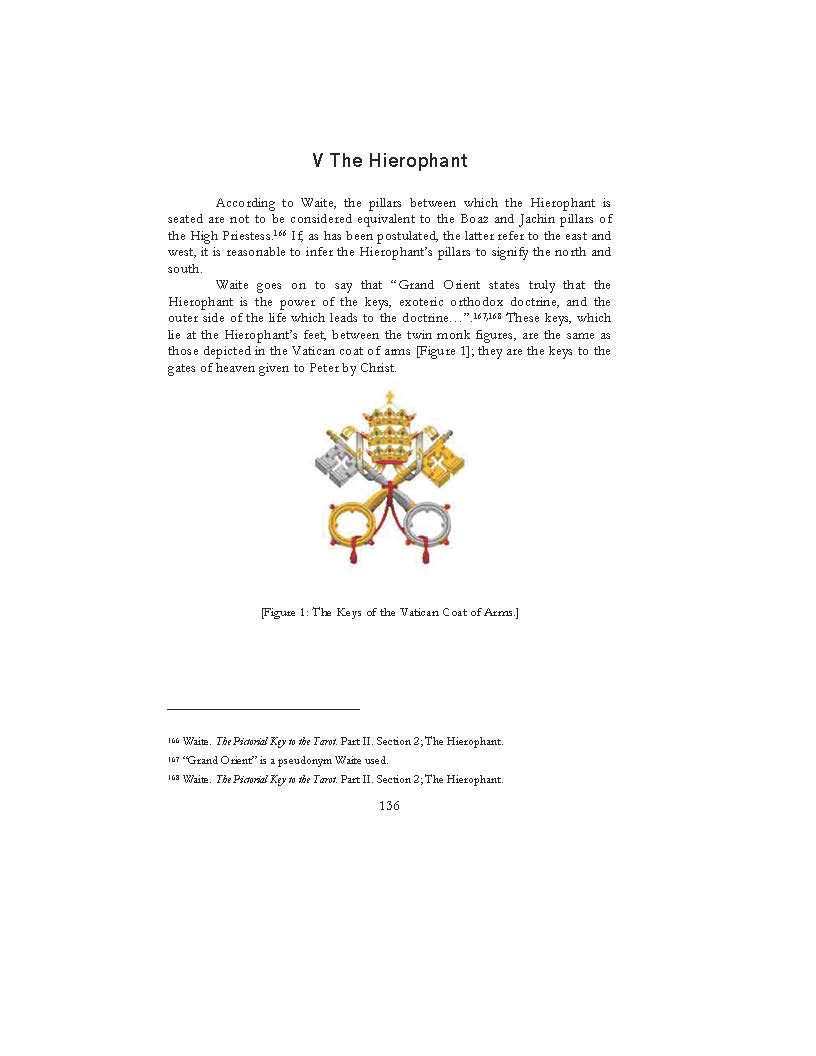 V The Hierophant
According to Waite, the pillars between which the Hierophant is
seated are not to be considered equivalent to the Boaz and Jachin pillars of
the High Priestess.166 If, as has been postulated, the latter refer to the east and
west, it is reasonable to infer the Hierophant's pillars to signify the north and
south.
Waite goes on to say that "Grand Orient states truly that the
Hierophant is the power of the keys, exoteric orthodox doctrine, and the
outer side of the life which leads to the doctrine…".167,168 These keys, which
lie at the Hierophant's feet, between the twin monk figures, are the same as
those depicted in the Vatican coat of arms [Figure 1]; they are the keys to the
gates of heaven given to Peter by Christ.
[Figure 1: The Keys of the Vatican Coat of Arms.]
166 Waite. The Pictorial Key to the Tarot. Part II. Section 2; The Hierophant.
167 "Grand Orient" is a pseudonym Waite used.
168 Waite. The Pictorial Key to the Tarot. Part II. Section 2; The Hierophant.
136